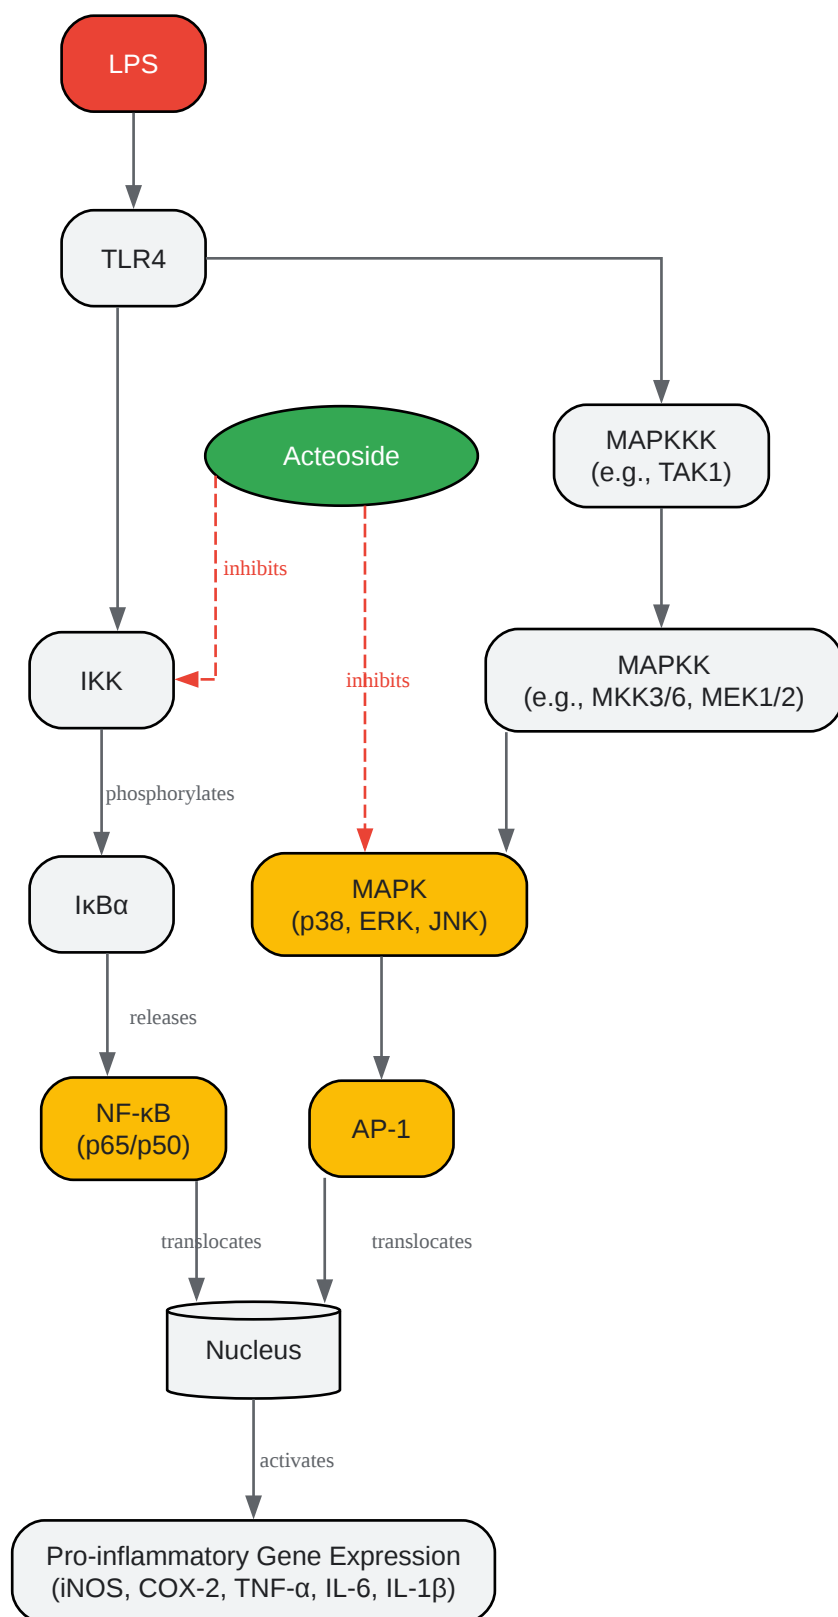 LPS
TLR4
Acteoside
MAPKKK
(e.g., TAK1)
inhibits
IKK
inhibits
MAPKK
(e.g., MKK3/6, MEK1/2)
phosphorylates
IκBα
MAPK
(p38, ERK, JNK)
releases
NF-κB
(p65/p50)
AP-1
translocates
translocates
Nucleus
activates
Pro-inflammatory Gene Expression
(iNOS, COX-2, TNF-α, IL-6, IL-1β)